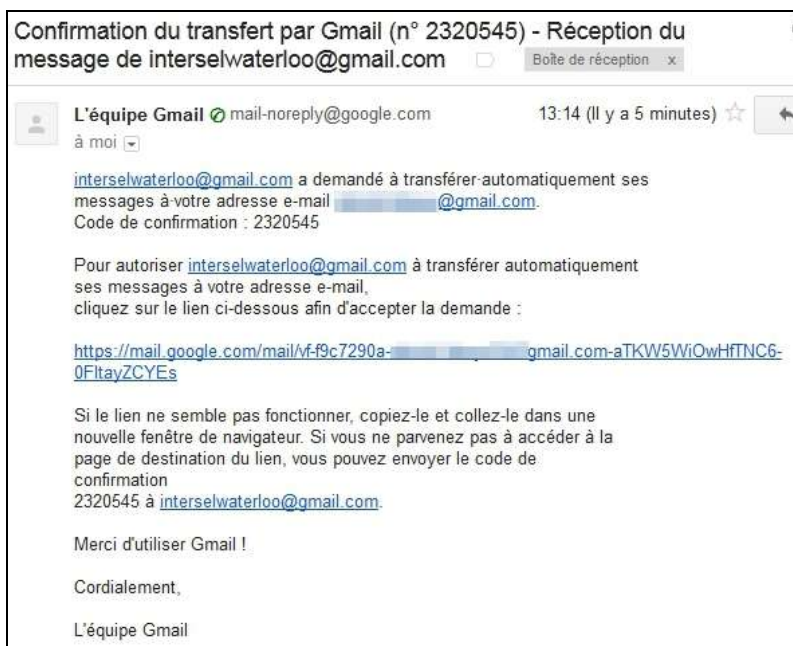 Confirmation du transfert par Gmail (n° 2320545) - Réception du
message de interselwaterloo@gmail.com Boîte de réception x
L'équipe Gmail mail-noreply@google.com 13:14 (Il y a 5 minutes)
à moi
interselwaterloo@gmail.com a demandé à transférer automatiquement ses
messages à votre adresse e-mail @gmail.com.
Code de confirmation : 2320545
Pour autoriser interselwaterloo@gmail.com à transférer automatiquement
ses messages à votre adresse e-mail,
cliquez sur le lien ci-dessous afin d'accepter la demande :
https://mail.google.com/mail/vf-f9c7290a- gmail.com-aTKW5WiOwHfTNC6-
0FltayZCYEs
Si le lien ne semble pas fonctionner, copiez-le et collez-le dans une
nouvelle fenêtre de navigateur. Si vous ne parvenez pas à accéder à la
page de destination du lien, vous pouvez envoyer le code de
confirmation
2320545 à interselwaterloo@gmail.com.
Merci d'utiliser Gmail !
Cordialement,
L'équipe Gmail